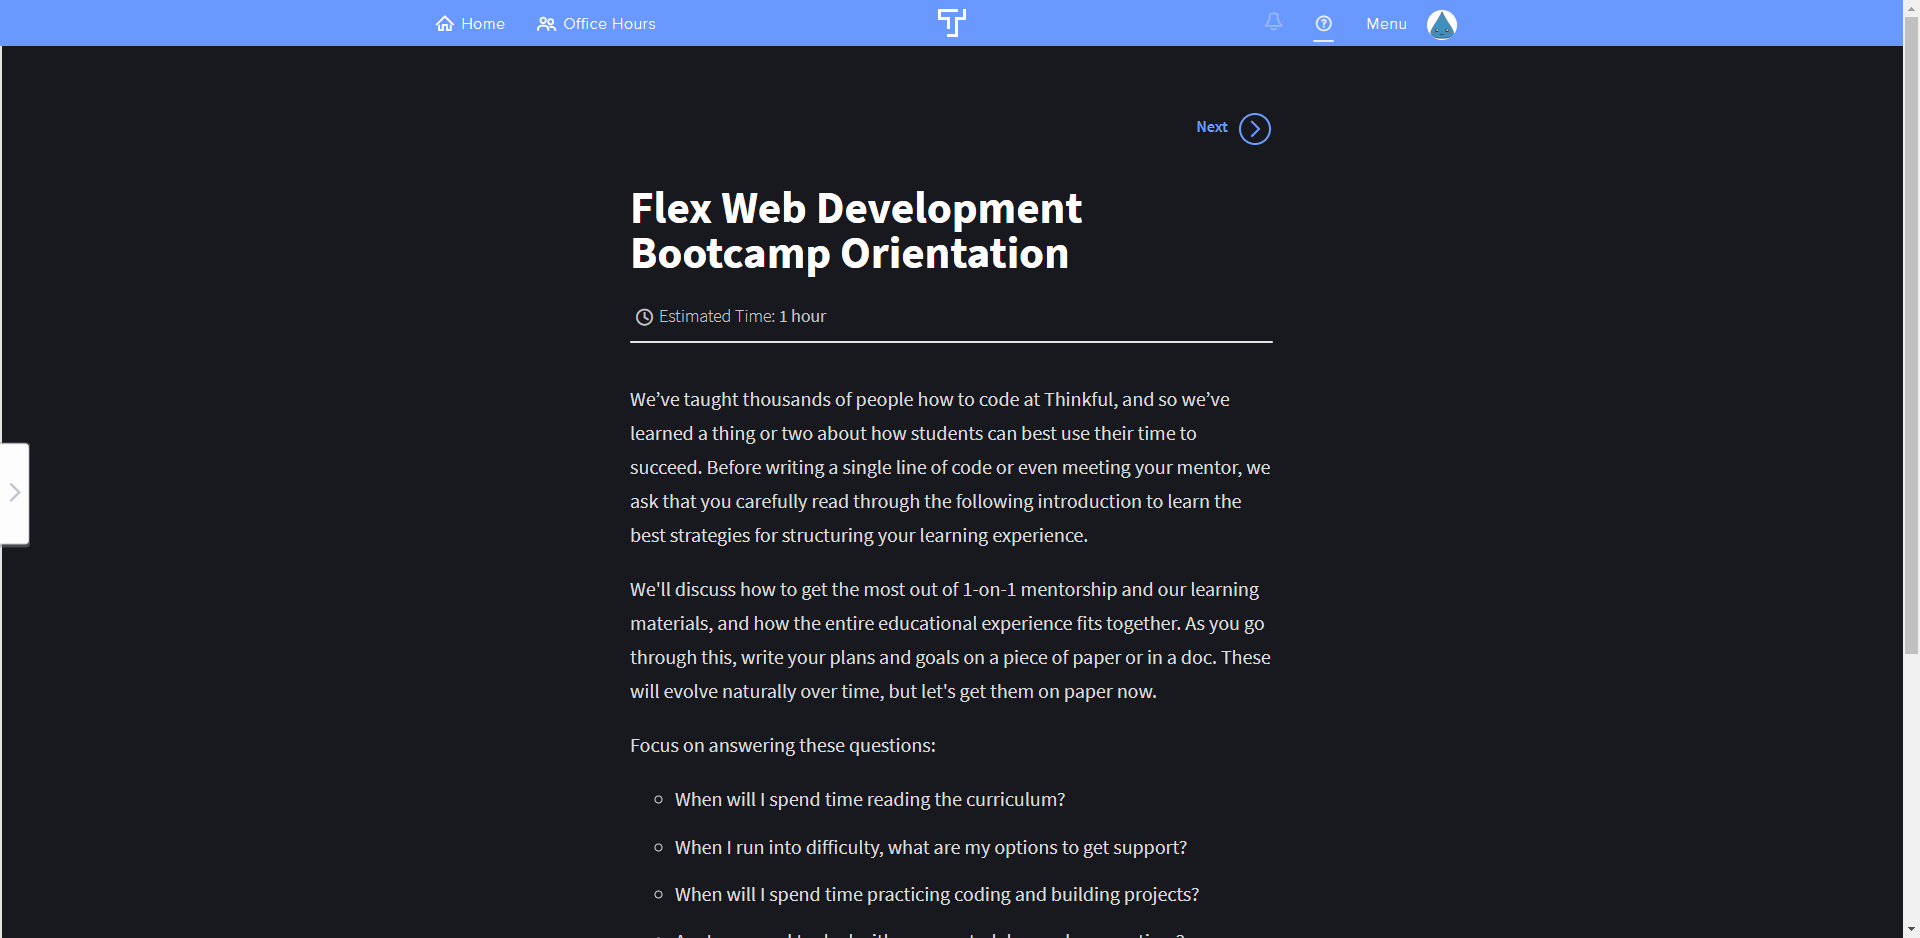 Home
Office Hours
Menu
Next
Flex Web Development
Bootcamp Orientation
Estimated Time: 1 hour
We’ve taught thousands of people how to code at Thinkful, and so we’ve
learned a thing or two about how students can best use their time to
succeed. Before writing a single line of code or even meeting your mentor, we
ask that you carefully read through the following introduction to learn the
best strategies for structuring your learning experience.
We'll discuss how to get the most out of 1-on-1 mentorship and our learning
materials, and how the entire educational experience fits together. As you go
through this, write your plans and goals on a piece of paper or in a doc. These
will evolve naturally over time, but let's get them on paper now.
Focus on answering these questions:
When will I spend time reading the curriculum?
When I run into difficulty, what are my options to get support?
When will I spend time practicing coding and building projects?